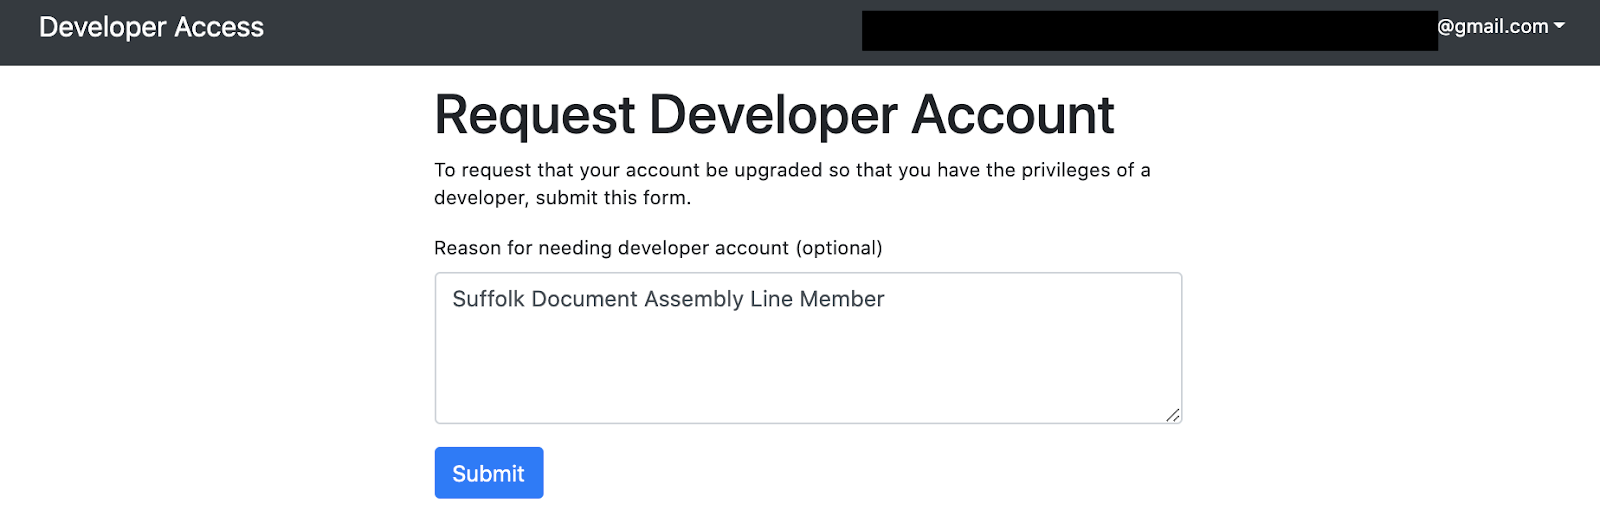 Developer Access
@gmail.com
Request Developer Account
To request that your account be upgraded so that you have the privileges of a
developer, submit this form.
Reason for needing developer account (optional)
Suffolk Document Assembly Line Member
Submit